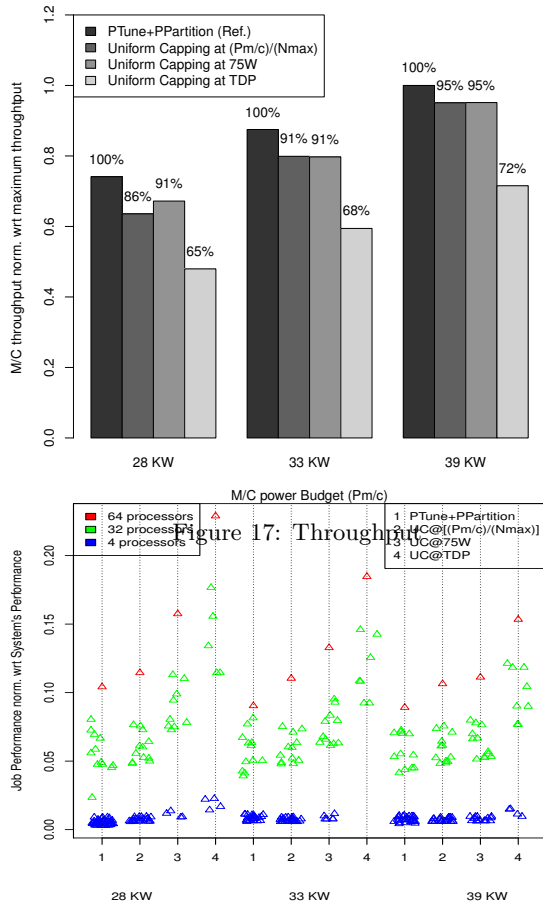 M/C throughput norm. wrt maximum throughtput
0.0
0.2
0.4
0.6
0.8
1.0
1.2
PTune+PPartition (Ref.)
Uniform Capping at (Pm/c)/(Nmax)
Uniform Capping at 75W
Uniform Capping at TDP
100%
86%
91%
65%
100%
91%
91%
68%
100%
95%
95%
72%
28 KW
33 KW
39 KW
M/C power Budget (Pm/c)
64 processors
32 processors
4 processors
1 PTune+PPartition
2 UC@[(Pm/c)/(Nmax)]
3 UC@75W
4 UC@TDP
Figure 17: Throughput
Job Performance norm. wrt System's Performance
0.00
0.05
0.10
0.15
0.20
1 2 3 4 1 2 3 4 1 2 3 4
28 KW
33 KW
39 KW